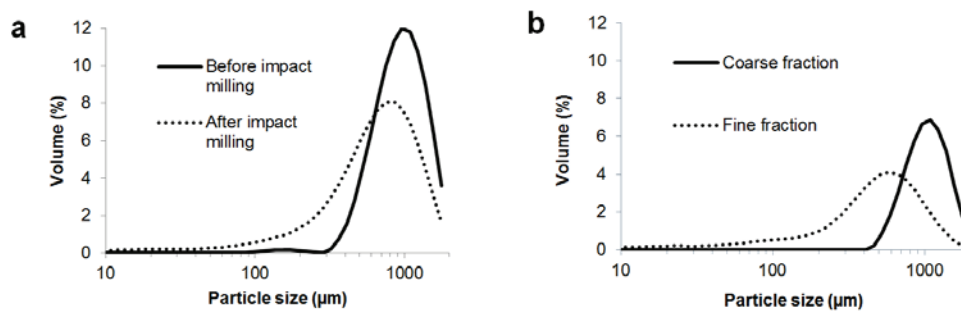 a
12
10
8
6
4
2
0
Volume (%)
Before impact
milling
After impact
milling
10
100
1000
Particle size (µm)
b
12
10
8
6
4
2
0
Volume (%)
Coarse fraction
Fine fraction
10
100
1000
Particle size (µm)